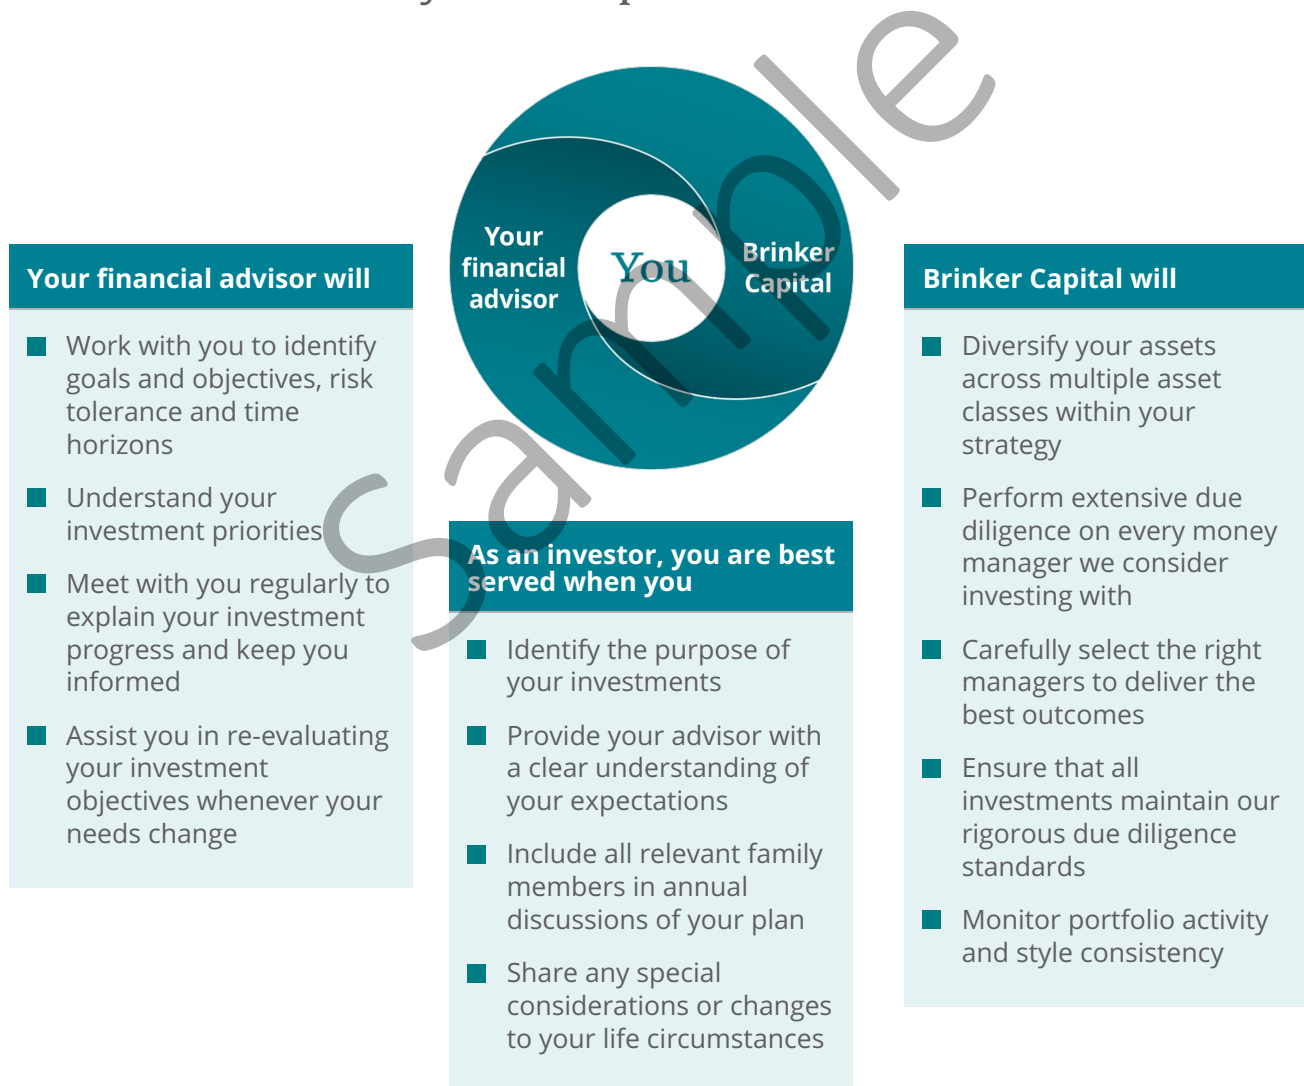 Your
financial
advisor
You
Brinker
Capital
Your financial advisor will
Work with you to identify
goals and objectives, risk
tolerance and time
horizons
Understand your
investment priorities
Meet with you regularly to
explain your investment
progress and keep you
informed
Assist you in re-evaluating
your investment
objectives whenever your
needs change
As an investor, you are best
served when you
Identify the purpose of
your investments
Provide your advisor with
a clear understanding of
your expectations
Include all relevant family
members in annual
discussions of your plan
Share any special
considerations or changes
to your life circumstances
Brinker Capital will
Diversify your assets
across multiple asset
classes within your
strategy
Perform extensive due
diligence on every money
manager we consider
investing with
Carefully select the right
managers to deliver the
best outcomes
Ensure that all
investments maintain our
rigorous due diligence
standards
Monitor portfolio activity
and style consistency
Sample